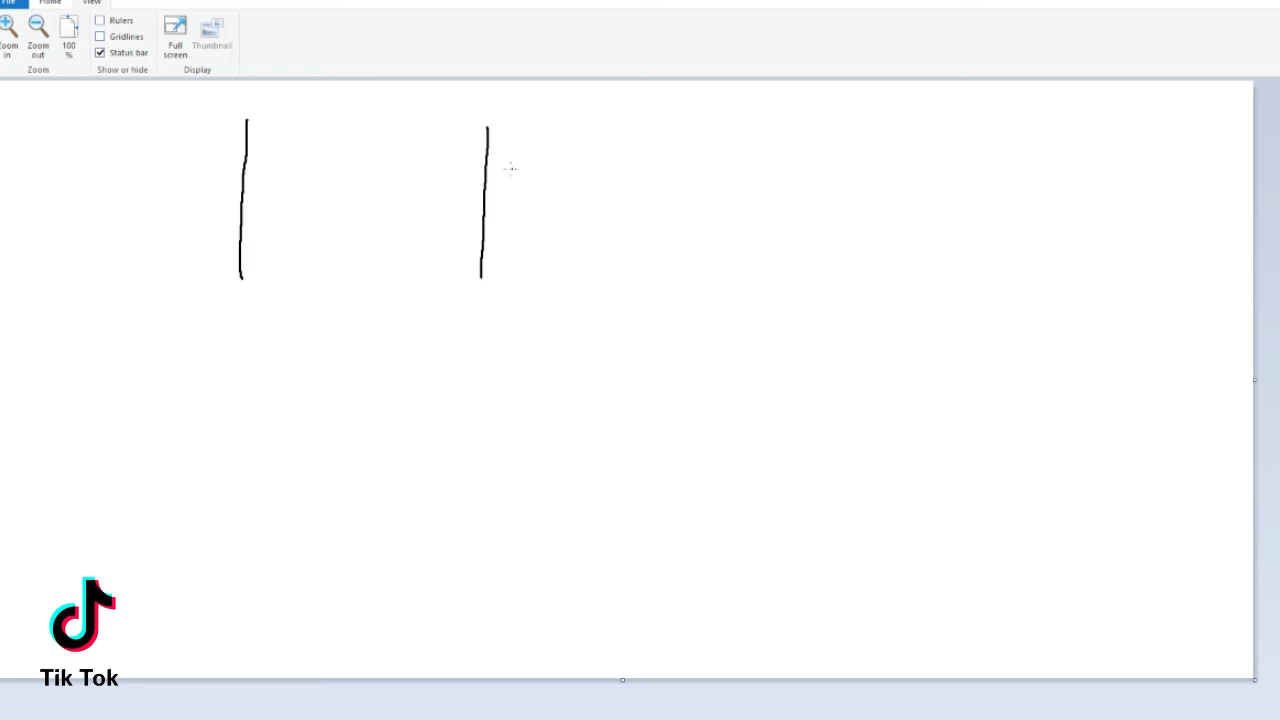 File Home View
Zoom in Zoom out 100 % Rulers Gridlines Status bar Full screen Thumbnail
Zoom Show or hide Display
Tik Tok